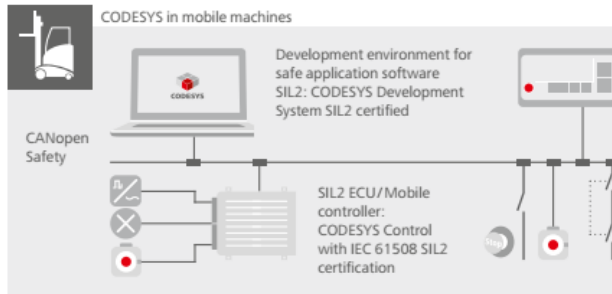 CODESYS in mobile machines
CODESYS
Development environment for
safe application software
SIL2: CODESYS Development
System SIL2 certified
CANopen
Safety
SIL2 ECU/Mobile
controller:
CODESYS Control
with IEC 61508 SIL2
certification
Stop